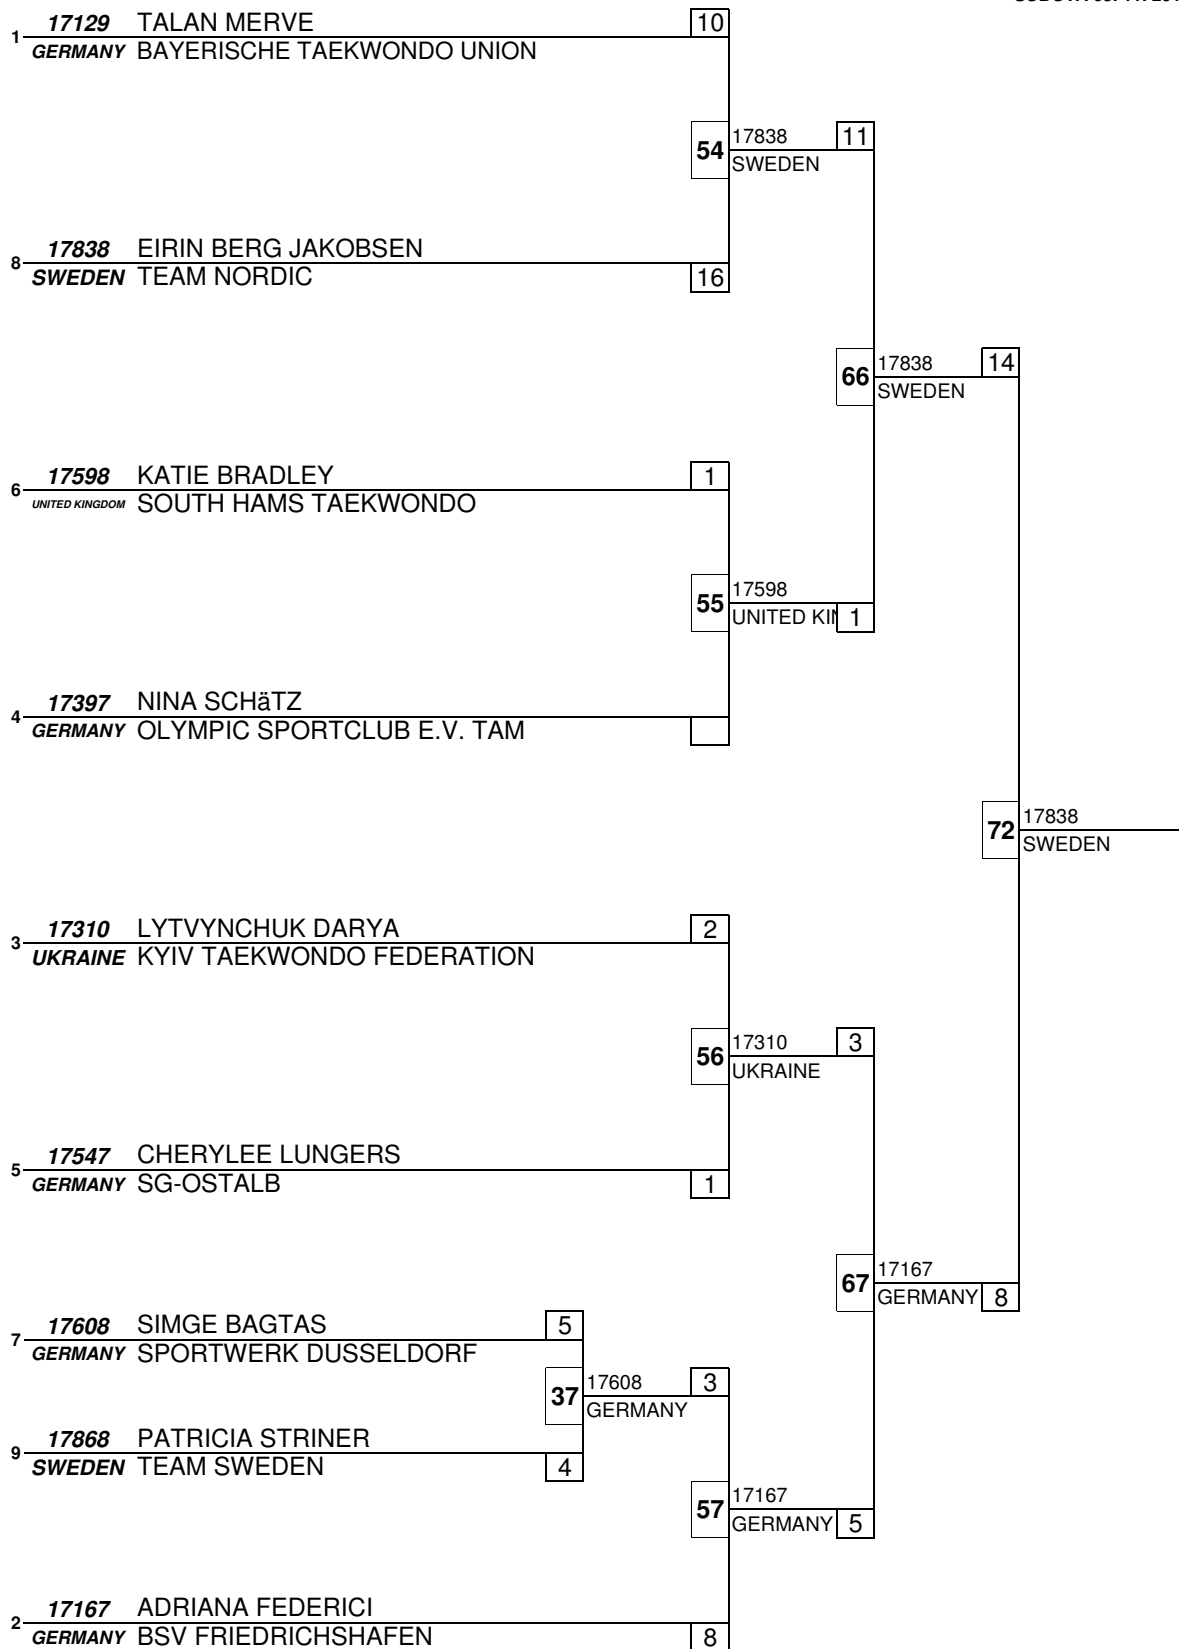 17129 TALAN MERVE 10
1
GERMANY BAYERISCHE TAEKWONDO UNION
54 17838 11
SWEDEN
17838 EIRIN BERG JAKOBSEN
8
SWEDEN TEAM NORDIC 16
66 17838 14
SWEDEN
17598 KATIE BRADLEY 1
6
UNITED KINGDOM SOUTH HAMS TAEKWONDO
55 17598
UNITED KIN 1
17397 NINA SCHäTZ
4
GERMANY OLYMPIC SPORTCLUB E.V. TAM
72 17838
SWEDEN
17310 LYTVYNCHUK DARYA 2
3
UKRAINE KYIV TAEKWONDO FEDERATION
56 17310 3
UKRAINE
17547 CHERYLEE LUNGERS
5
GERMANY SG-OSTALB 1
67 17167
GERMANY 8
17608 SIMGE BAGTAS 5
7
GERMANY SPORTWERK DUSSELDORF
37 17608 3
GERMANY
17868 PATRICIA STRINER
9
SWEDEN TEAM SWEDEN 4
57 17167
GERMANY 5
17167 ADRIANA FEDERICI
2
GERMANY BSV FRIEDRICHSHAFEN 8